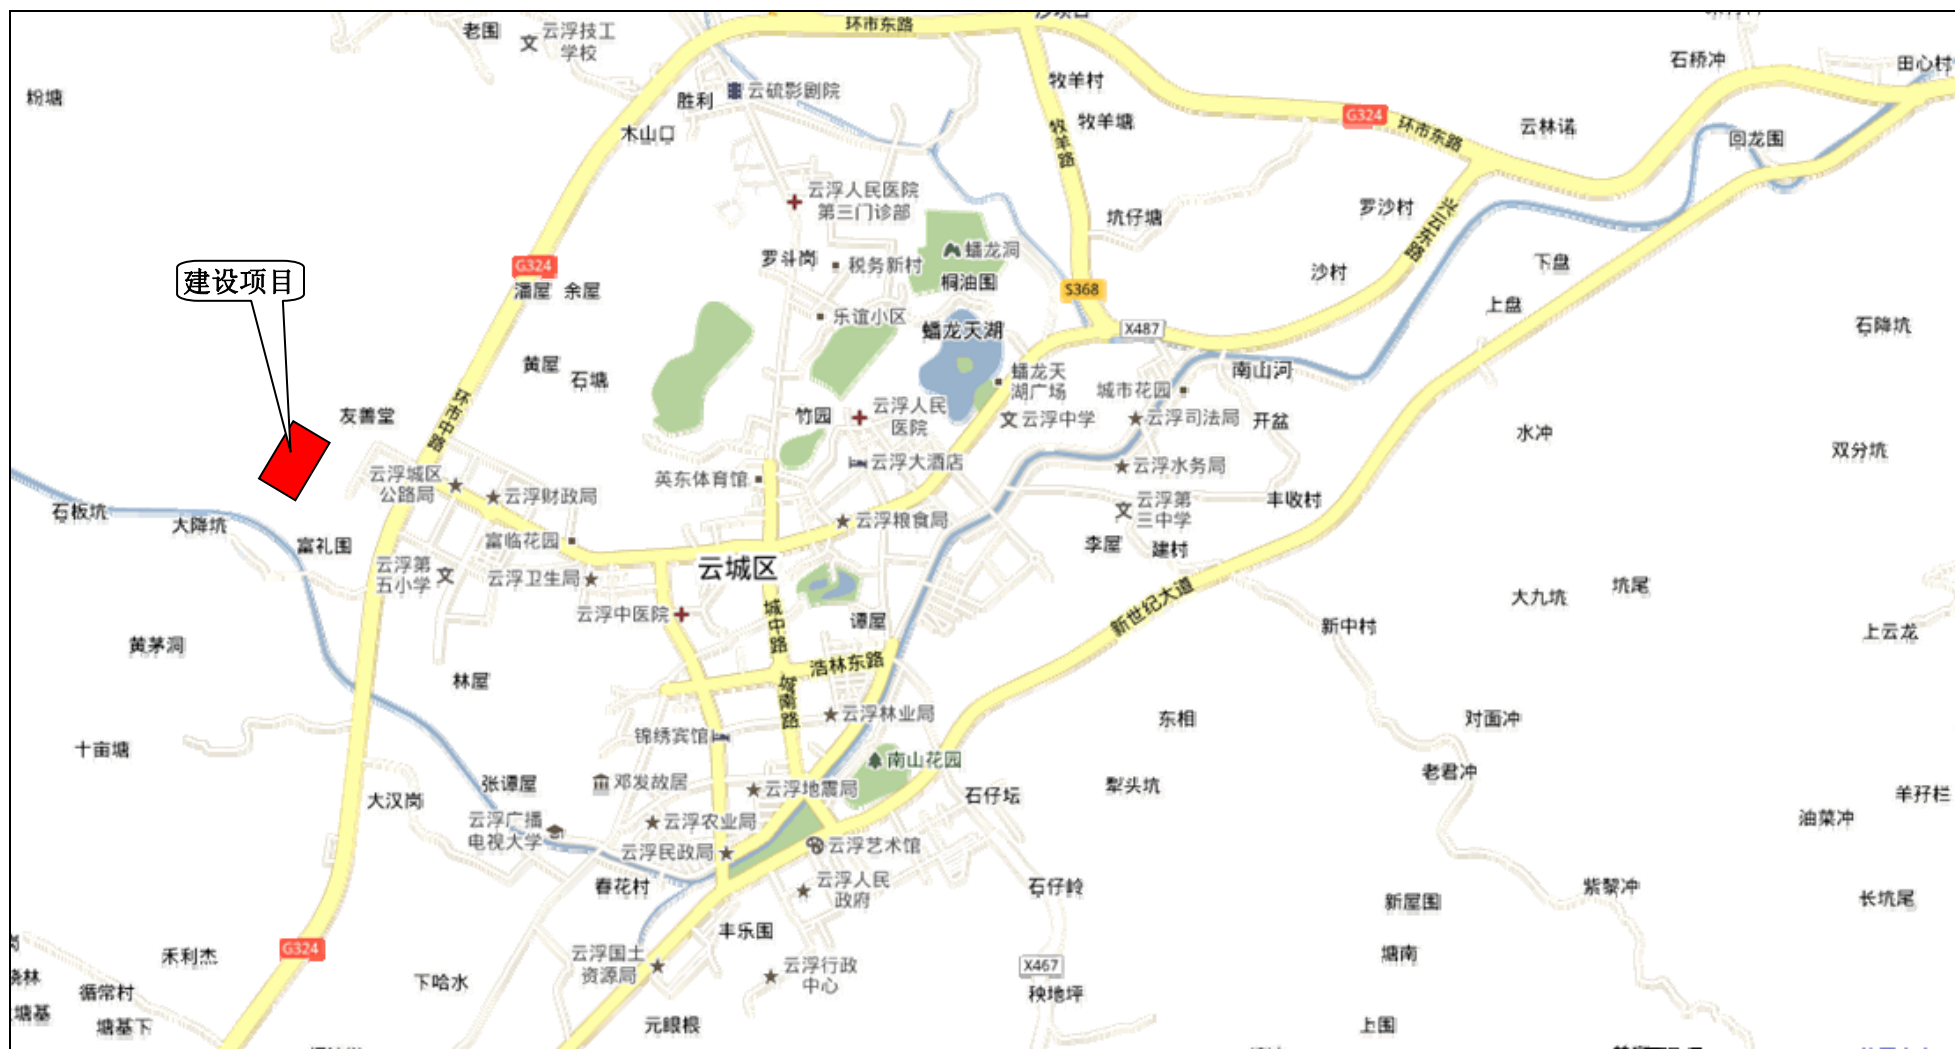 环市东路
老围
云浮技工
学校
石桥冲
田心村
粉塘
胜利
云硫影剧院
牧羊村
牧羊塘
G324
环市东路
云林诺
回龙围
木山口
牧羊路
云浮人民医院
第三门诊部
坑仔塘
罗沙村
兴云东路
罗斗岗
税务新村
蟠龙洞
桐油围
G324
建设项目
潘屋
余屋
沙村
下盘
S368
上盘
乐谊小区
蟠龙天湖
X487
石降坑
黄屋
石塘
蟠龙天
湖广场
城市花园
南山河
环市中路
友善堂
竹园
云浮人民
医院
云浮中学
云浮司法局
开盆
水冲
双分坑
云浮城区
公路局
云浮财政局
英东体育馆
云浮大酒店
云浮水务局
石板坑
大降坑
富礼围
富临花园
云浮粮食局
云浮第
三中学
丰收村
李屋
建村
云浮第
五小学
云浮卫生局
云城区
云浮中医院
城中路
谭屋
新世纪大道
新中村
大九坑
坑尾
上云龙
黄茅洞
林屋
浩林东路
城南路
云浮林业局
东相
对面冲
十亩塘
锦绣宾馆
南山花园
张谭屋
邓发故居
云浮地震局
石仔坛
犁头坑
老君冲
羊孖栏
大汉岗
云浮广播
电视大学
云浮农业局
油菜冲
云浮民政局
云浮艺术馆
春花村
云浮人民
政府
石仔岭
紫黎冲
新屋围
长坑尾
丰乐围
G324
禾利杰
云浮国土
资源局
云浮行政
中心
X467
塘南
循常村
下哈水
秧地坪
塘基
塘基下
元眼根
上围